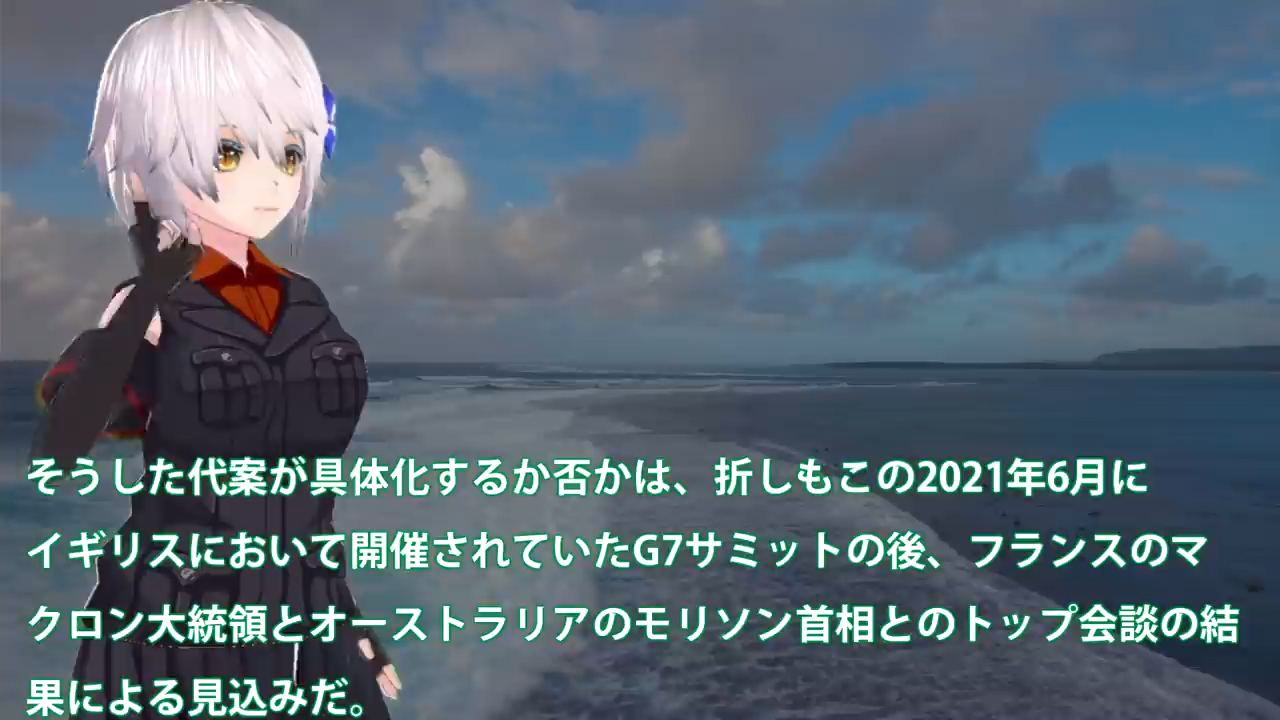 そうした代案が具体化するか否かは、折しもこの2021年6月に
イギリスにおいて開催されていたG7サミットの後、フランスのマ
クロン大統領とオーストラリアのモリソン首相とのトップ会談の結
果による見込みだ。